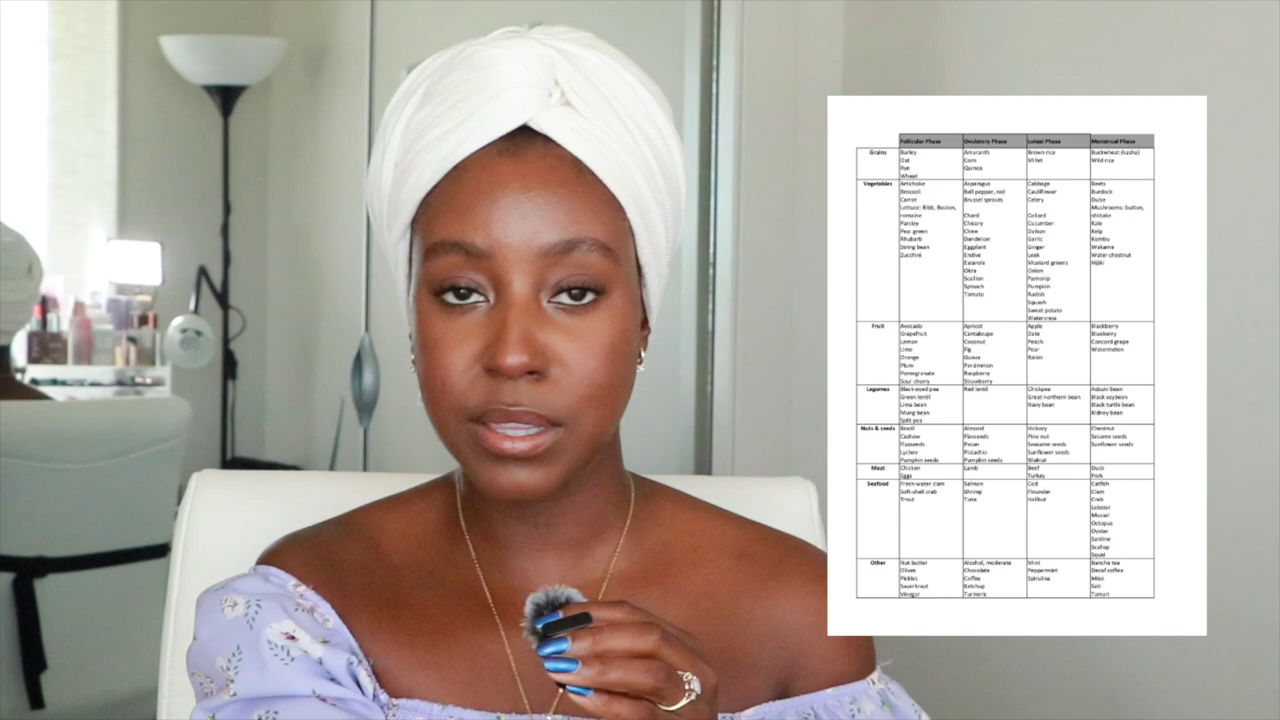 Follicular Phase Ovulatory Phase Luteal Phase Menstrual Phase
Grains Barley Amaranth Brown rice Buckwheat (kasha)
Oat Corn Millet Wild rice
Rye Quinoa
Wheat
Vegetables Artichoke Asparagus Cabbage Beets
Broccoli Bell pepper, red Cauliflower Burdock
Carrot Brussel sprouts Celery Dulse
Lettuce: Bibb, Boston, Mushrooms: button,
romaine Chard Collard shiitake
Parsley Chicory Cucumber Kale
Pea: green Chive Daikon Kelp
Rhubarb Dandelion Garlic Kombu
String bean Eggplant Ginger Wakame
Zucchini Endive Leek Water chestnut
Escarole Mustard greens Hijiki
Okra Onion
Scallion Parsnip
Spinach Pumpkin
Tomato Radish
Squash
Sweet potato
Watercress
Fruit Avocado Apricot Apple Blackberry
Grapefruit Cantaloupe Date Blueberry
Lemon Coconut Peach Concord grape
Lime Fig Pear Watermelon
Orange Guava Raisin
Plum Persimmon
Pomegranate Raspberry
Sour cherry Strawberry
Legumes Black-eyed pea Red lentil Chickpea Adzuki bean
Green lentil Great northern bean Black soybean
Lima bean Navy bean Black turtle bean
Mung bean Kidney bean
Split pea
Nuts & seeds Brazil Almond Hickory Chestnut
Cashew Flaxseeds Pine nut Sesame seeds
Flaxseeds Pecan Seasame seeds Sunflower seeds
Lychee Pistachio Sunflower seeds
Pumpkin seeds Pumpkin seeds Walnut
Meat Chicken Lamb Beef Duck
Eggs Turkey Pork
Seafood Fresh-water clam Salmon Cod Catfish
Soft-shell crab Shrimp Flounder Clam
Trout Tuna Halibut Crab
Lobster
Mussel
Octopus
Oyster
Sardine
Scallop
Squid
Other Nut butter Alcohol, moderate Mint Bancha tea
Olives Chocolate Peppermint Decaf coffee
Pickles Coffee Spirulina Miso
Sauerkraut Ketchup Salt
Vinegar Turmeric Tamari